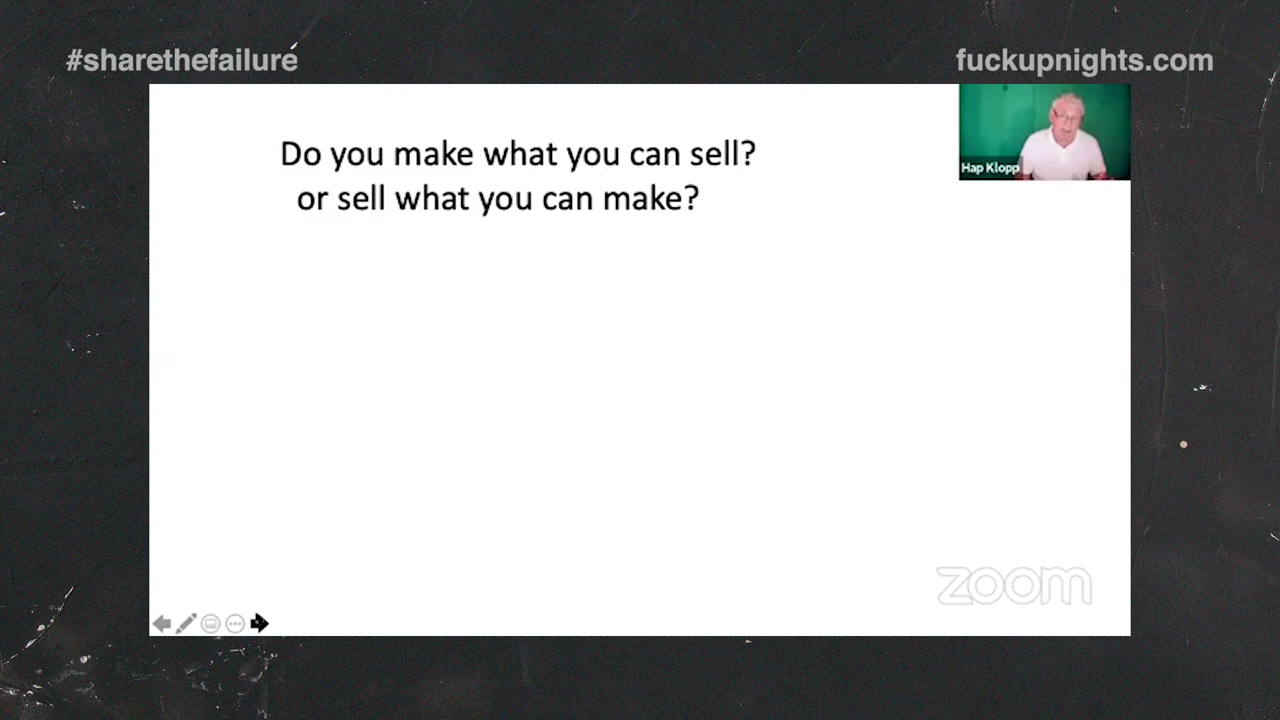 #sharethefailure
fuckupnights.com
Do you make what you can sell?
or sell what you can make?
Hap Klopp
zoom